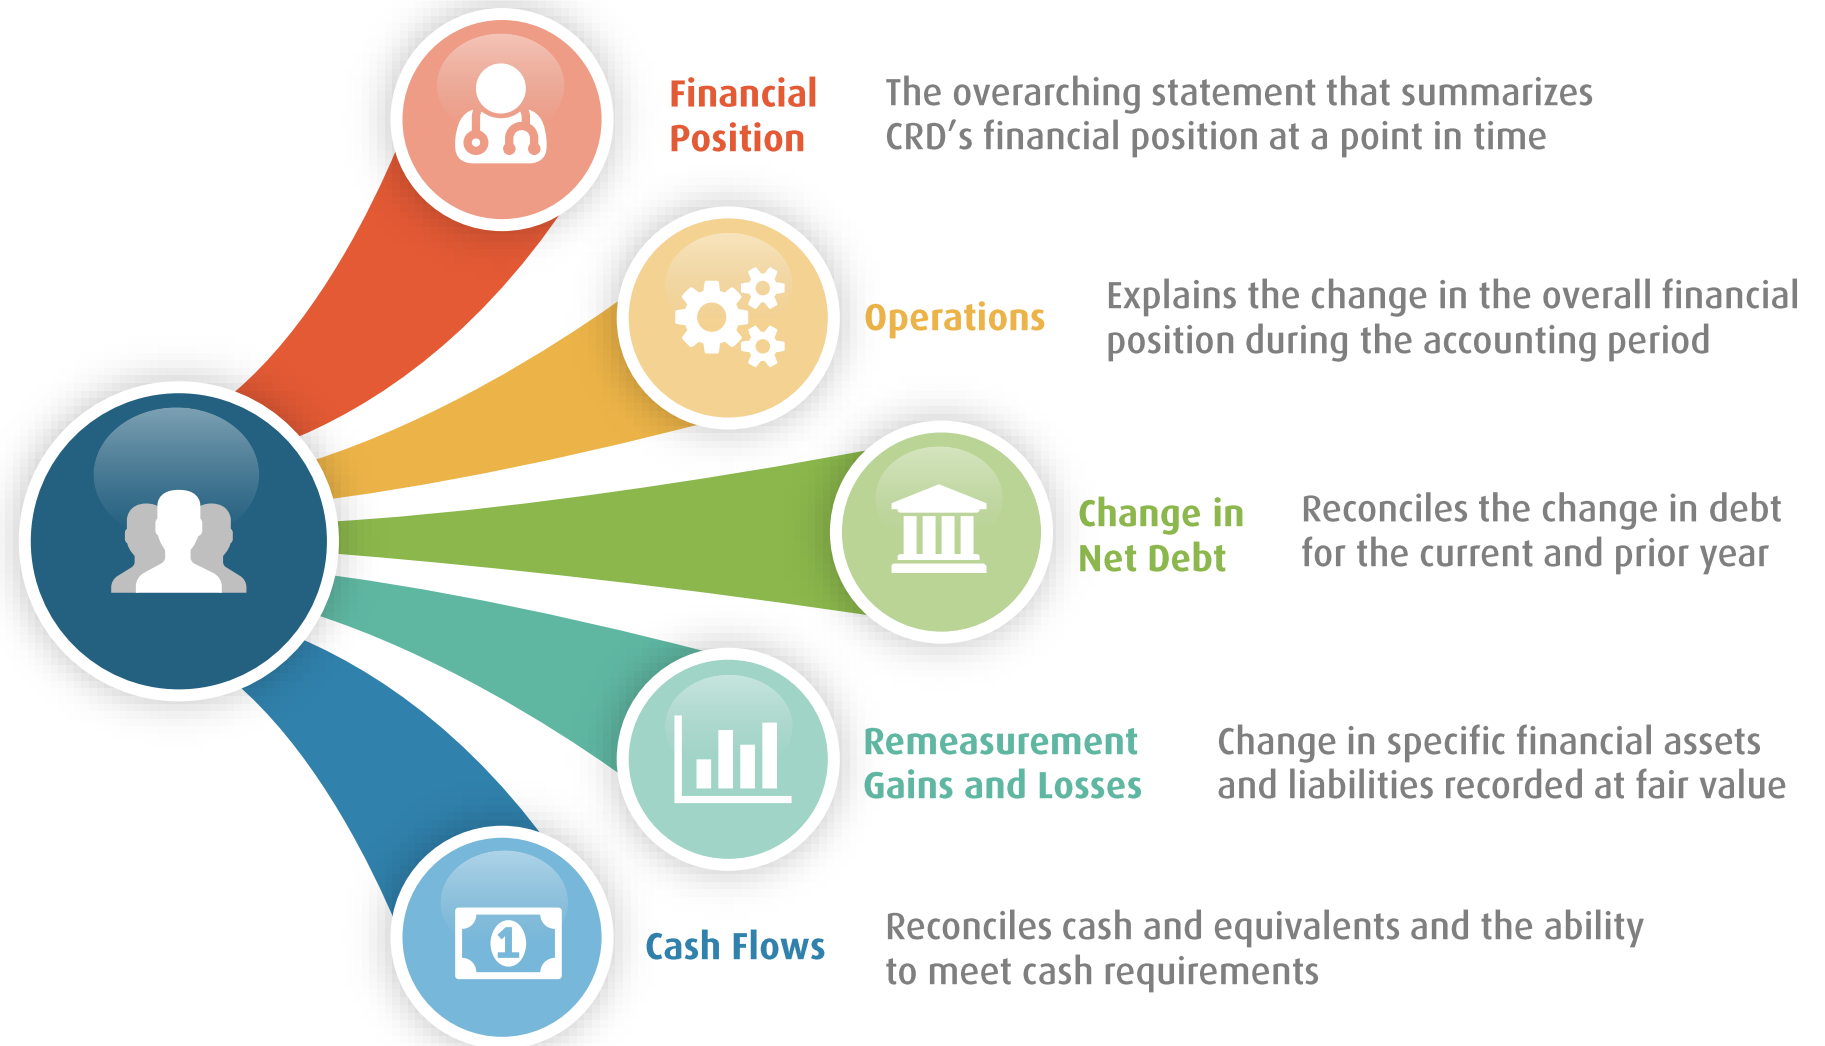 Financial
Position
The overarching statement that summarizes
CRD's financial position at a point in time
Operations
Explains the change in the overall financial
position during the accounting period
Change in
Net Debt
Reconciles the change in debt
for the current and prior year
Remeasurement
Gains and Losses
Change in specific financial assets
and liabilities recorded at fair value
1
Cash Flows
Reconciles cash and equivalents and the ability
to meet cash requirements